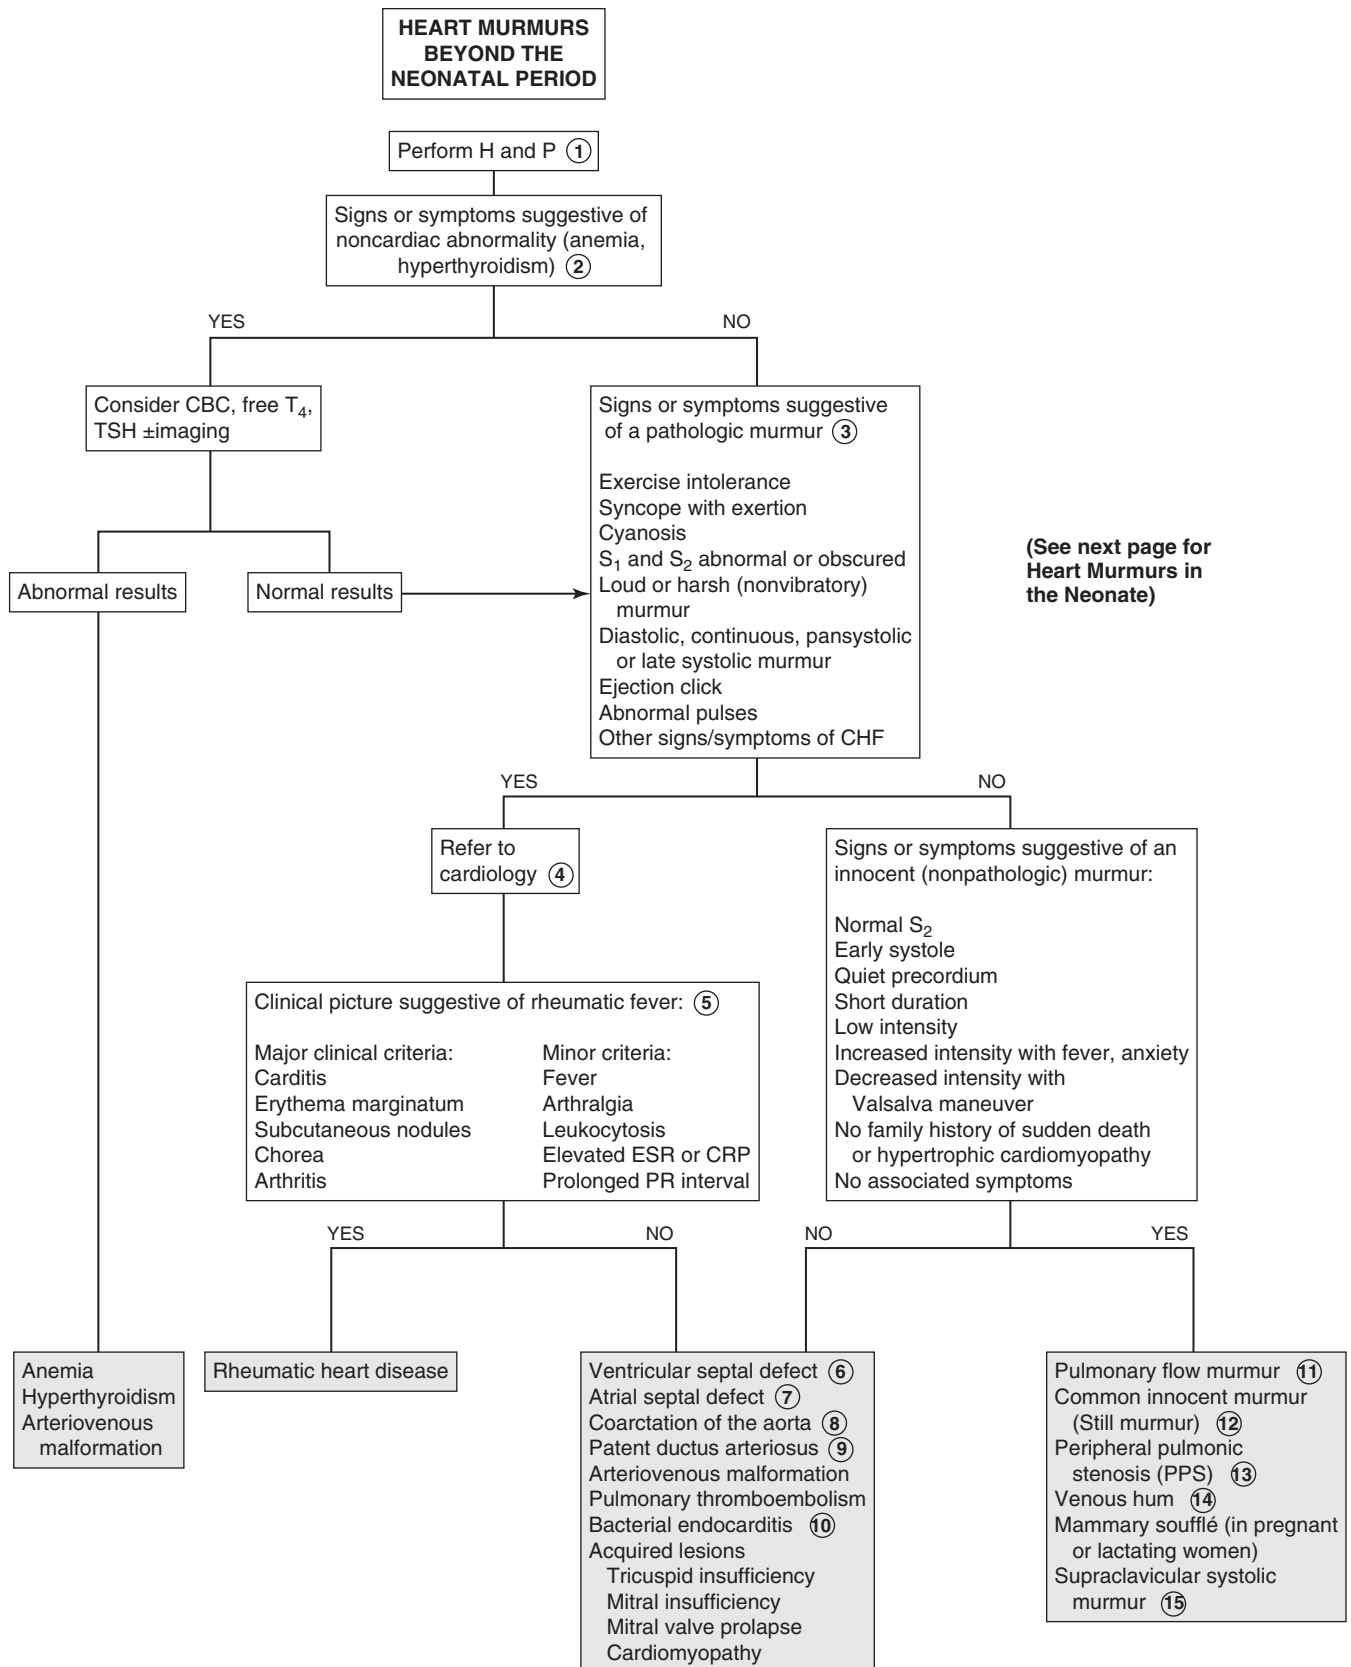 HEART MURMURS
BEYOND THE
NEONATAL PERIOD
Perform H and P 1
Signs or symptoms suggestive of
noncardiac abnormality (anemia,
hyperthyroidism) 2
YES
NO
Consider CBC, free T4,
TSH ±imaging
Abnormal results
Normal results
Signs or symptoms suggestive
of a pathologic murmur 3
Exercise intolerance
Syncope with exertion
Cyanosis
S1 and S2 abnormal or obscured
Loud or harsh (nonvibratory)
murmur
Diastolic, continuous, pansystolic
or late systolic murmur
Ejection click
Abnormal pulses
Other signs/symptoms of CHF
(See next page for
Heart Murmurs in
the Neonate)
YES
NO
Refer to
cardiology 4
Clinical picture suggestive of rheumatic fever: 5
Major clinical criteria:
Carditis
Erythema marginatum
Subcutaneous nodules
Chorea
Arthritis
Minor criteria:
Fever
Arthralgia
Leukocytosis
Elevated ESR or CRP
Prolonged PR interval
Signs or symptoms suggestive of an
innocent (nonpathologic) murmur:
Normal S2
Early systole
Quiet precordium
Short duration
Low intensity
Increased intensity with fever, anxiety
Decreased intensity with
Valsalva maneuver
No family history of sudden death
or hypertrophic cardiomyopathy
No associated symptoms
YES
NO
NO
YES
Anemia
Hyperthyroidism
Arteriovenous
malformation
Rheumatic heart disease
Ventricular septal defect 6
Atrial septal defect 7
Coarctation of the aorta 8
Patent ductus arteriosus 9
Arteriovenous malformation
Pulmonary thromboembolism
Bacterial endocarditis 10
Acquired lesions
Tricuspid insufficiency
Mitral insufficiency
Mitral valve prolapse
Cardiomyopathy
Pulmonary flow murmur 11
Common innocent murmur
(Still murmur) 12
Peripheral pulmonic
stenosis (PPS) 13
Venous hum 14
Mammary soufflé (in pregnant
or lactating women)
Supraclavicular systolic
murmur 15